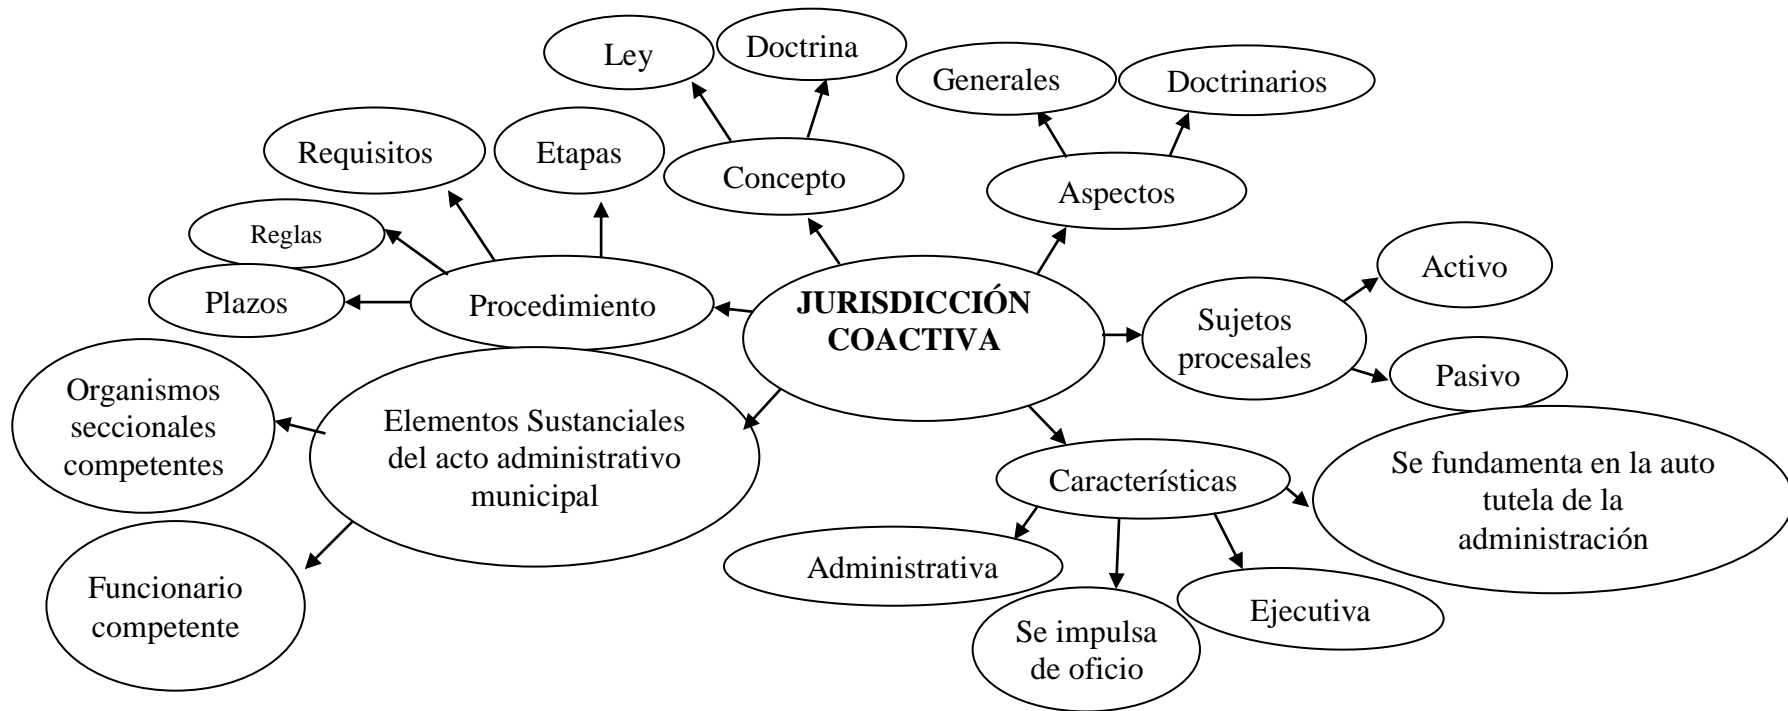 Ley
Doctrina
Generales
Doctrinarios
Requisitos
Etapas
Concepto
Aspectos
Reglas
Plazos
Procedimiento
JURISDICCIÓN
COACTIVA
Sujetos
procesales
Activo
Pasivo
Organismos
seccionales
competentes
Elementos Sustanciales
del acto administrativo
municipal
Características
Se fundamenta en la auto
tutela de la
administración
Funcionario
competente
Administrativa
Se impulsa
de oficio
Ejecutiva